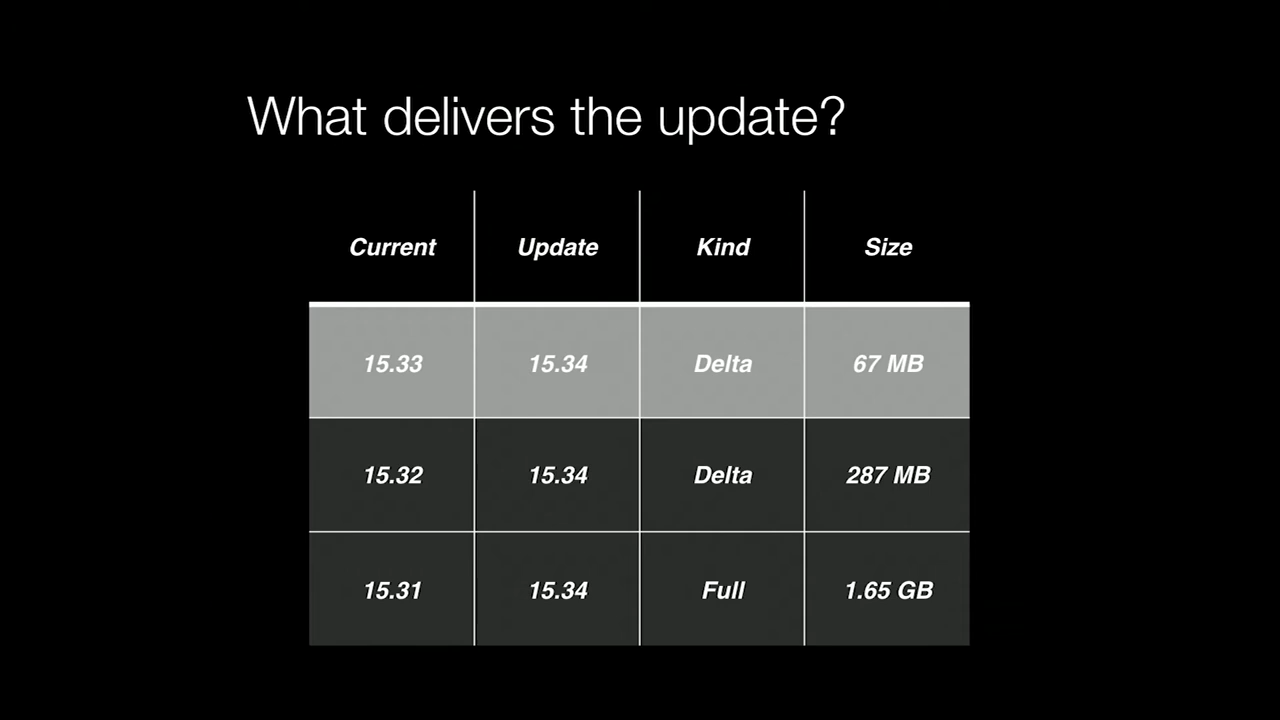 What delivers the update?
Current Update Kind Size
15.33 15.34 Delta 67 MB
15.32 15.34 Delta 287 MB
15.31 15.34 Full 1.65 GB